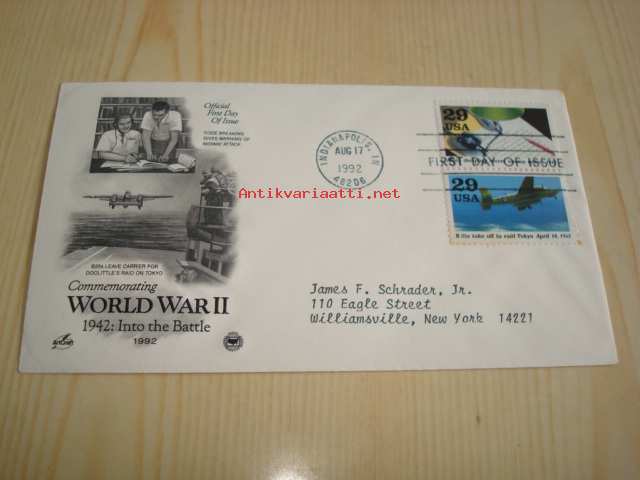 Official
First Day
Of Issue
CODE BREAKING
GIVES WARNING OF
MIDWAY ATTACK
B25s LEAVE CARRIER FOR
DOOLITTLE'S RAID ON TOKYO
Commemorating
WORLD WAR II
1942: Into the Battle
1992
Artcraft
INDIANAPOLIS, IN
AUG 17
1992
46206
29
USA
FIRST DAY OF ISSUE
29
USA
B-25s take off to raid Tokyo April 18, 1942
Antikvariaatti.net
James F. Schrader, Jr.
110 Eagle Street
Williamsville, New York 14221